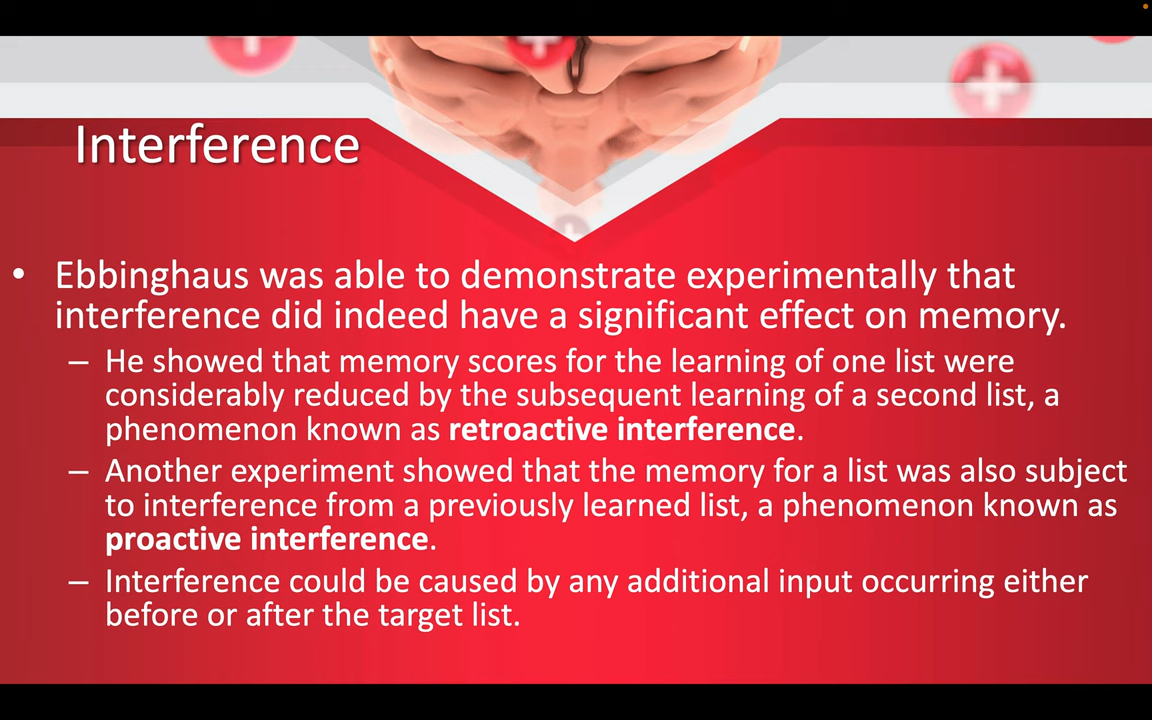 Interference
• Ebbinghaus was able to demonstrate experimentally that
interference did indeed have a significant effect on memory.
– He showed that memory scores for the learning of one list were
considerably reduced by the subsequent learning of a second list, a
phenomenon known as retroactive interference.
– Another experiment showed that the memory for a list was also subject
to interference from a previously learned list, a phenomenon known as
proactive interference.
– Interference could be caused by any additional input occurring either
before or after the target list.